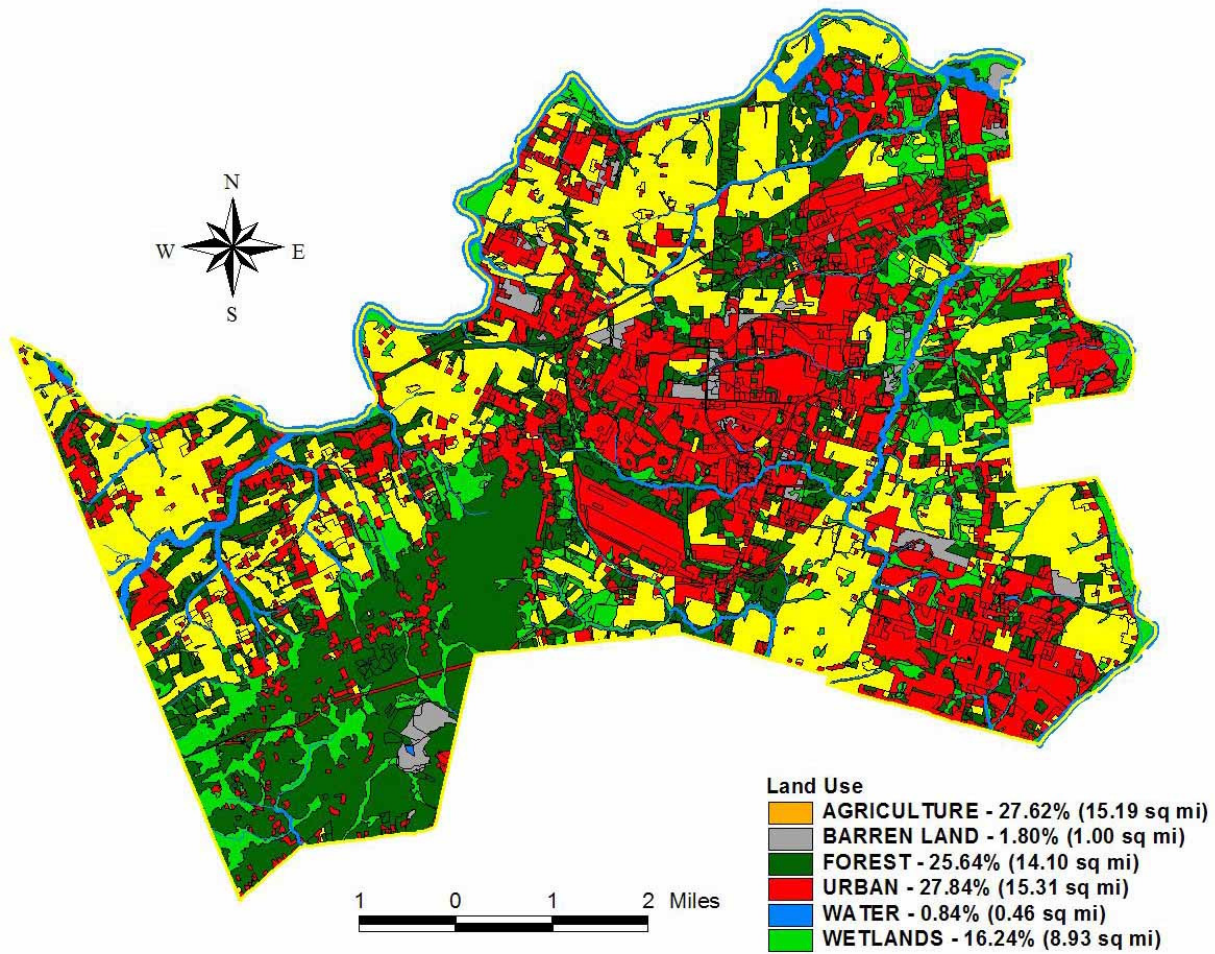 N
W E
S
Land Use
AGRICULTURE - 27.62% (15.19 sq mi)
BARREN LAND - 1.80% (1.00 sq mi)
FOREST - 25.64% (14.10 sq mi)
URBAN - 27.84% (15.31 sq mi)
WATER - 0.84% (0.46 sq mi)
WETLANDS - 16.24% (8.93 sq mi)
1 0 1 2 Miles